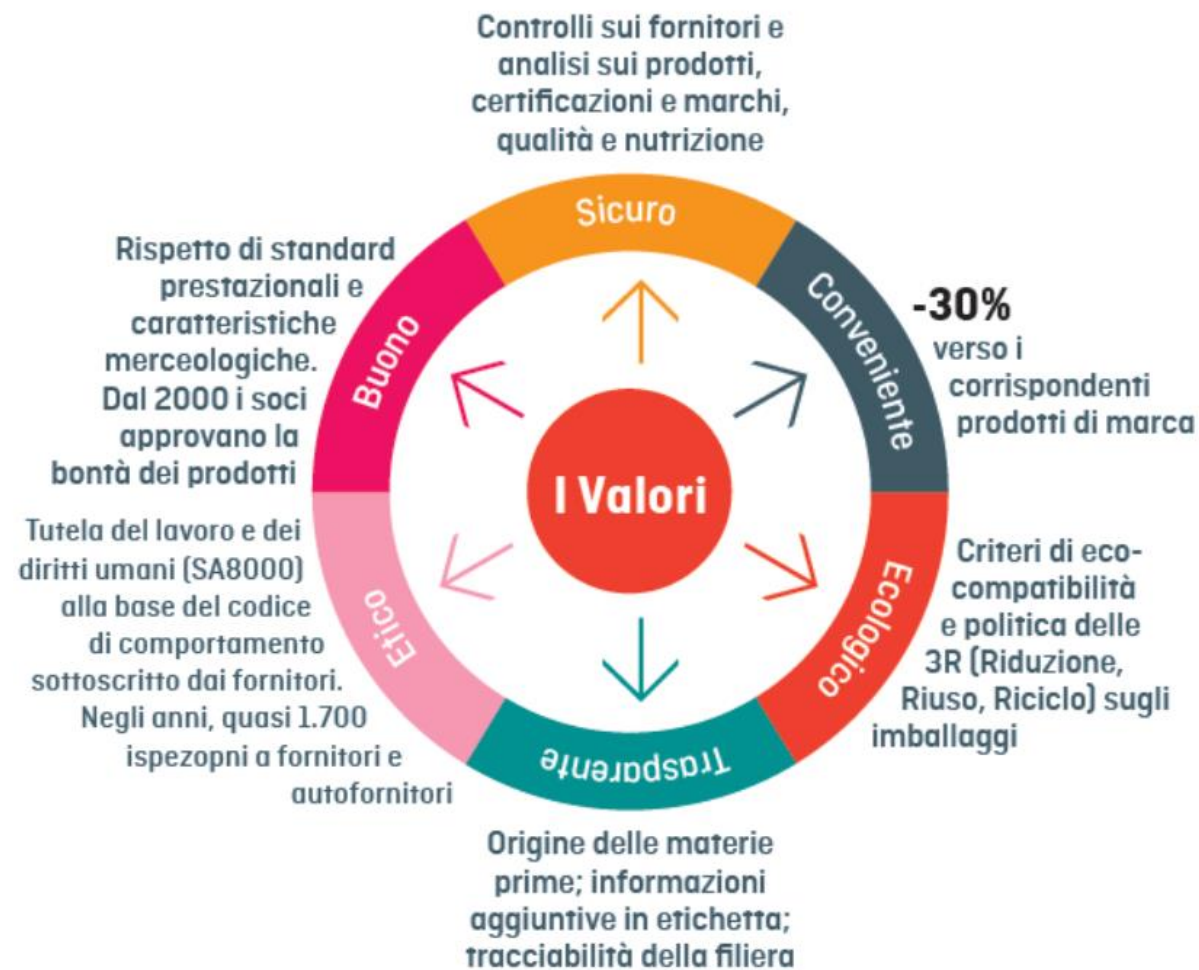 Controlli sui fornitori e
analisi sui prodotti,
certificazioni e marchi,
qualità e nutrizione
Sicuro
Rispetto di standard
prestazionali e
caratteristiche
merceologiche.
Dal 2000 i soci
approvano la
bontà dei prodotti
Buono
Conveniente
-30%
verso i
corrispondenti
prodotti di marca
I Valori
Tutela del lavoro e dei
diritti umani (SA8000)
alla base del codice
di comportamento
sottoscritto dai fornitori.
Negli anni, quasi 1.700
ispezopni a fornitori e
autofornitori
Etico
Ecologico
Criteri di eco-
compatibilità
e politica delle
3R (Riduzione,
Riuso, Riciclo) sugli
imballaggi
Trasparente
Origine delle materie
prime; informazioni
aggiuntive in etichetta;
tracciabilità della filiera